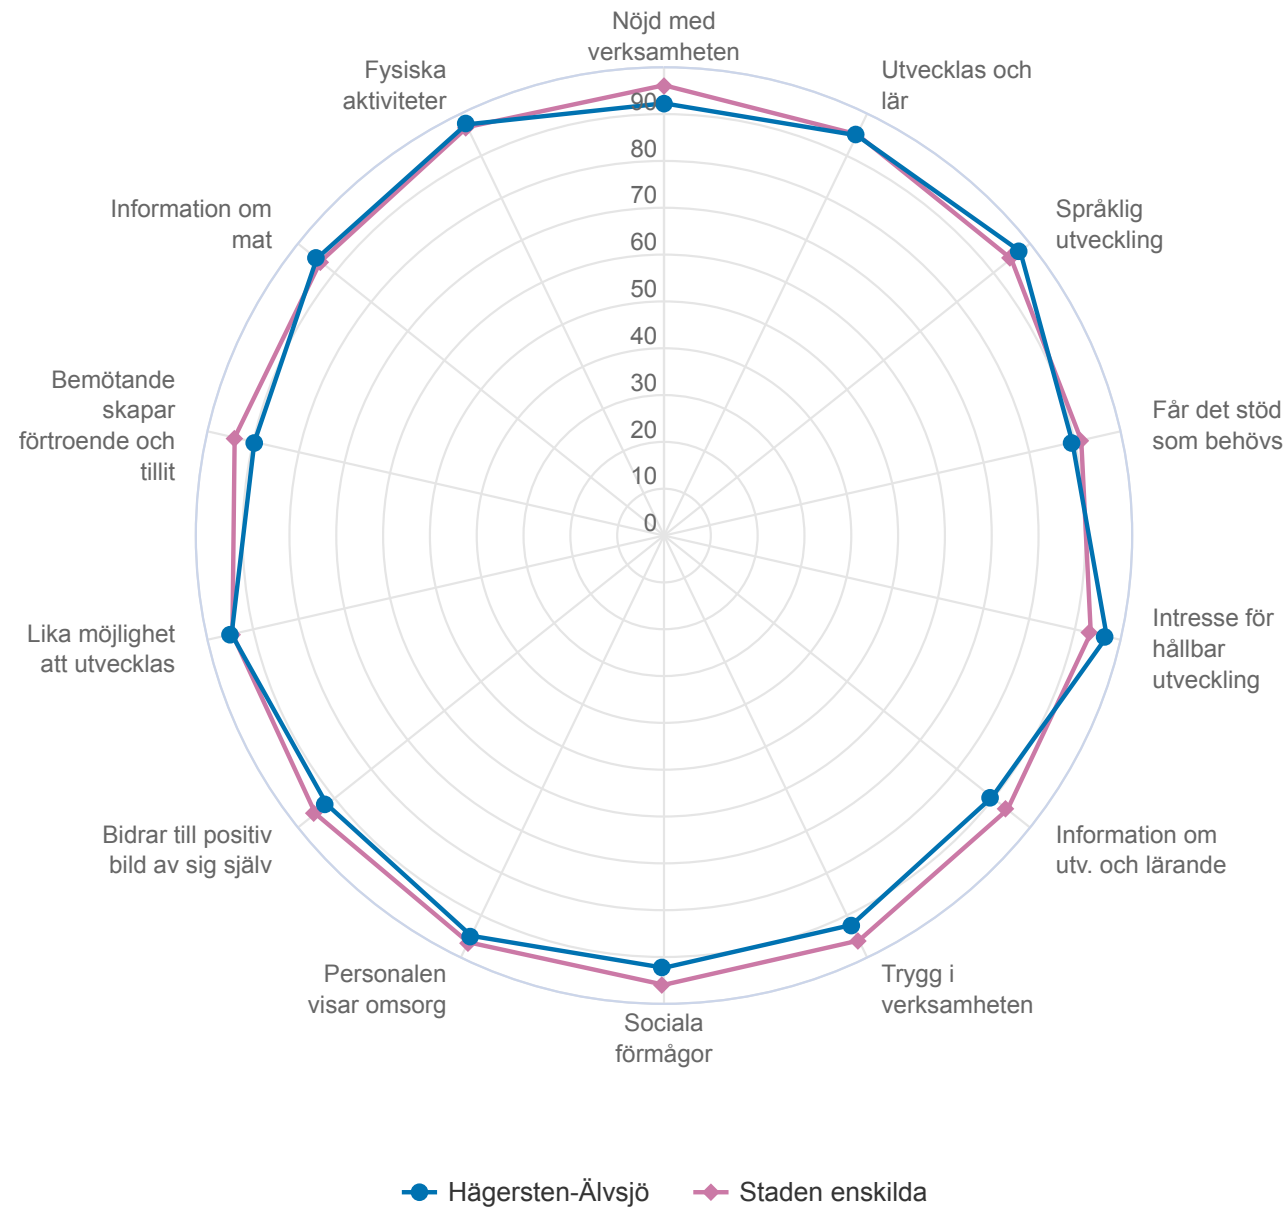 Nöjd med
verksamheten
Utvecklas och
lär
Språklig
utveckling
Får det stöd
som behövs
Intresse för
hållbar
utveckling
Information om
utv. och lärande
Trygg i
verksamheten
Sociala
förmågor
Personalen
visar omsorg
Bidrar till positiv
bild av sig själv
Lika möjlighet
att utvecklas
Bemötande
skapar
förtroende och
tillit
Information om
mat
Fysiska
aktiviteter
90
80
70
60
50
40
30
20
10
0
Hägersten-Älvsjö
Staden enskilda